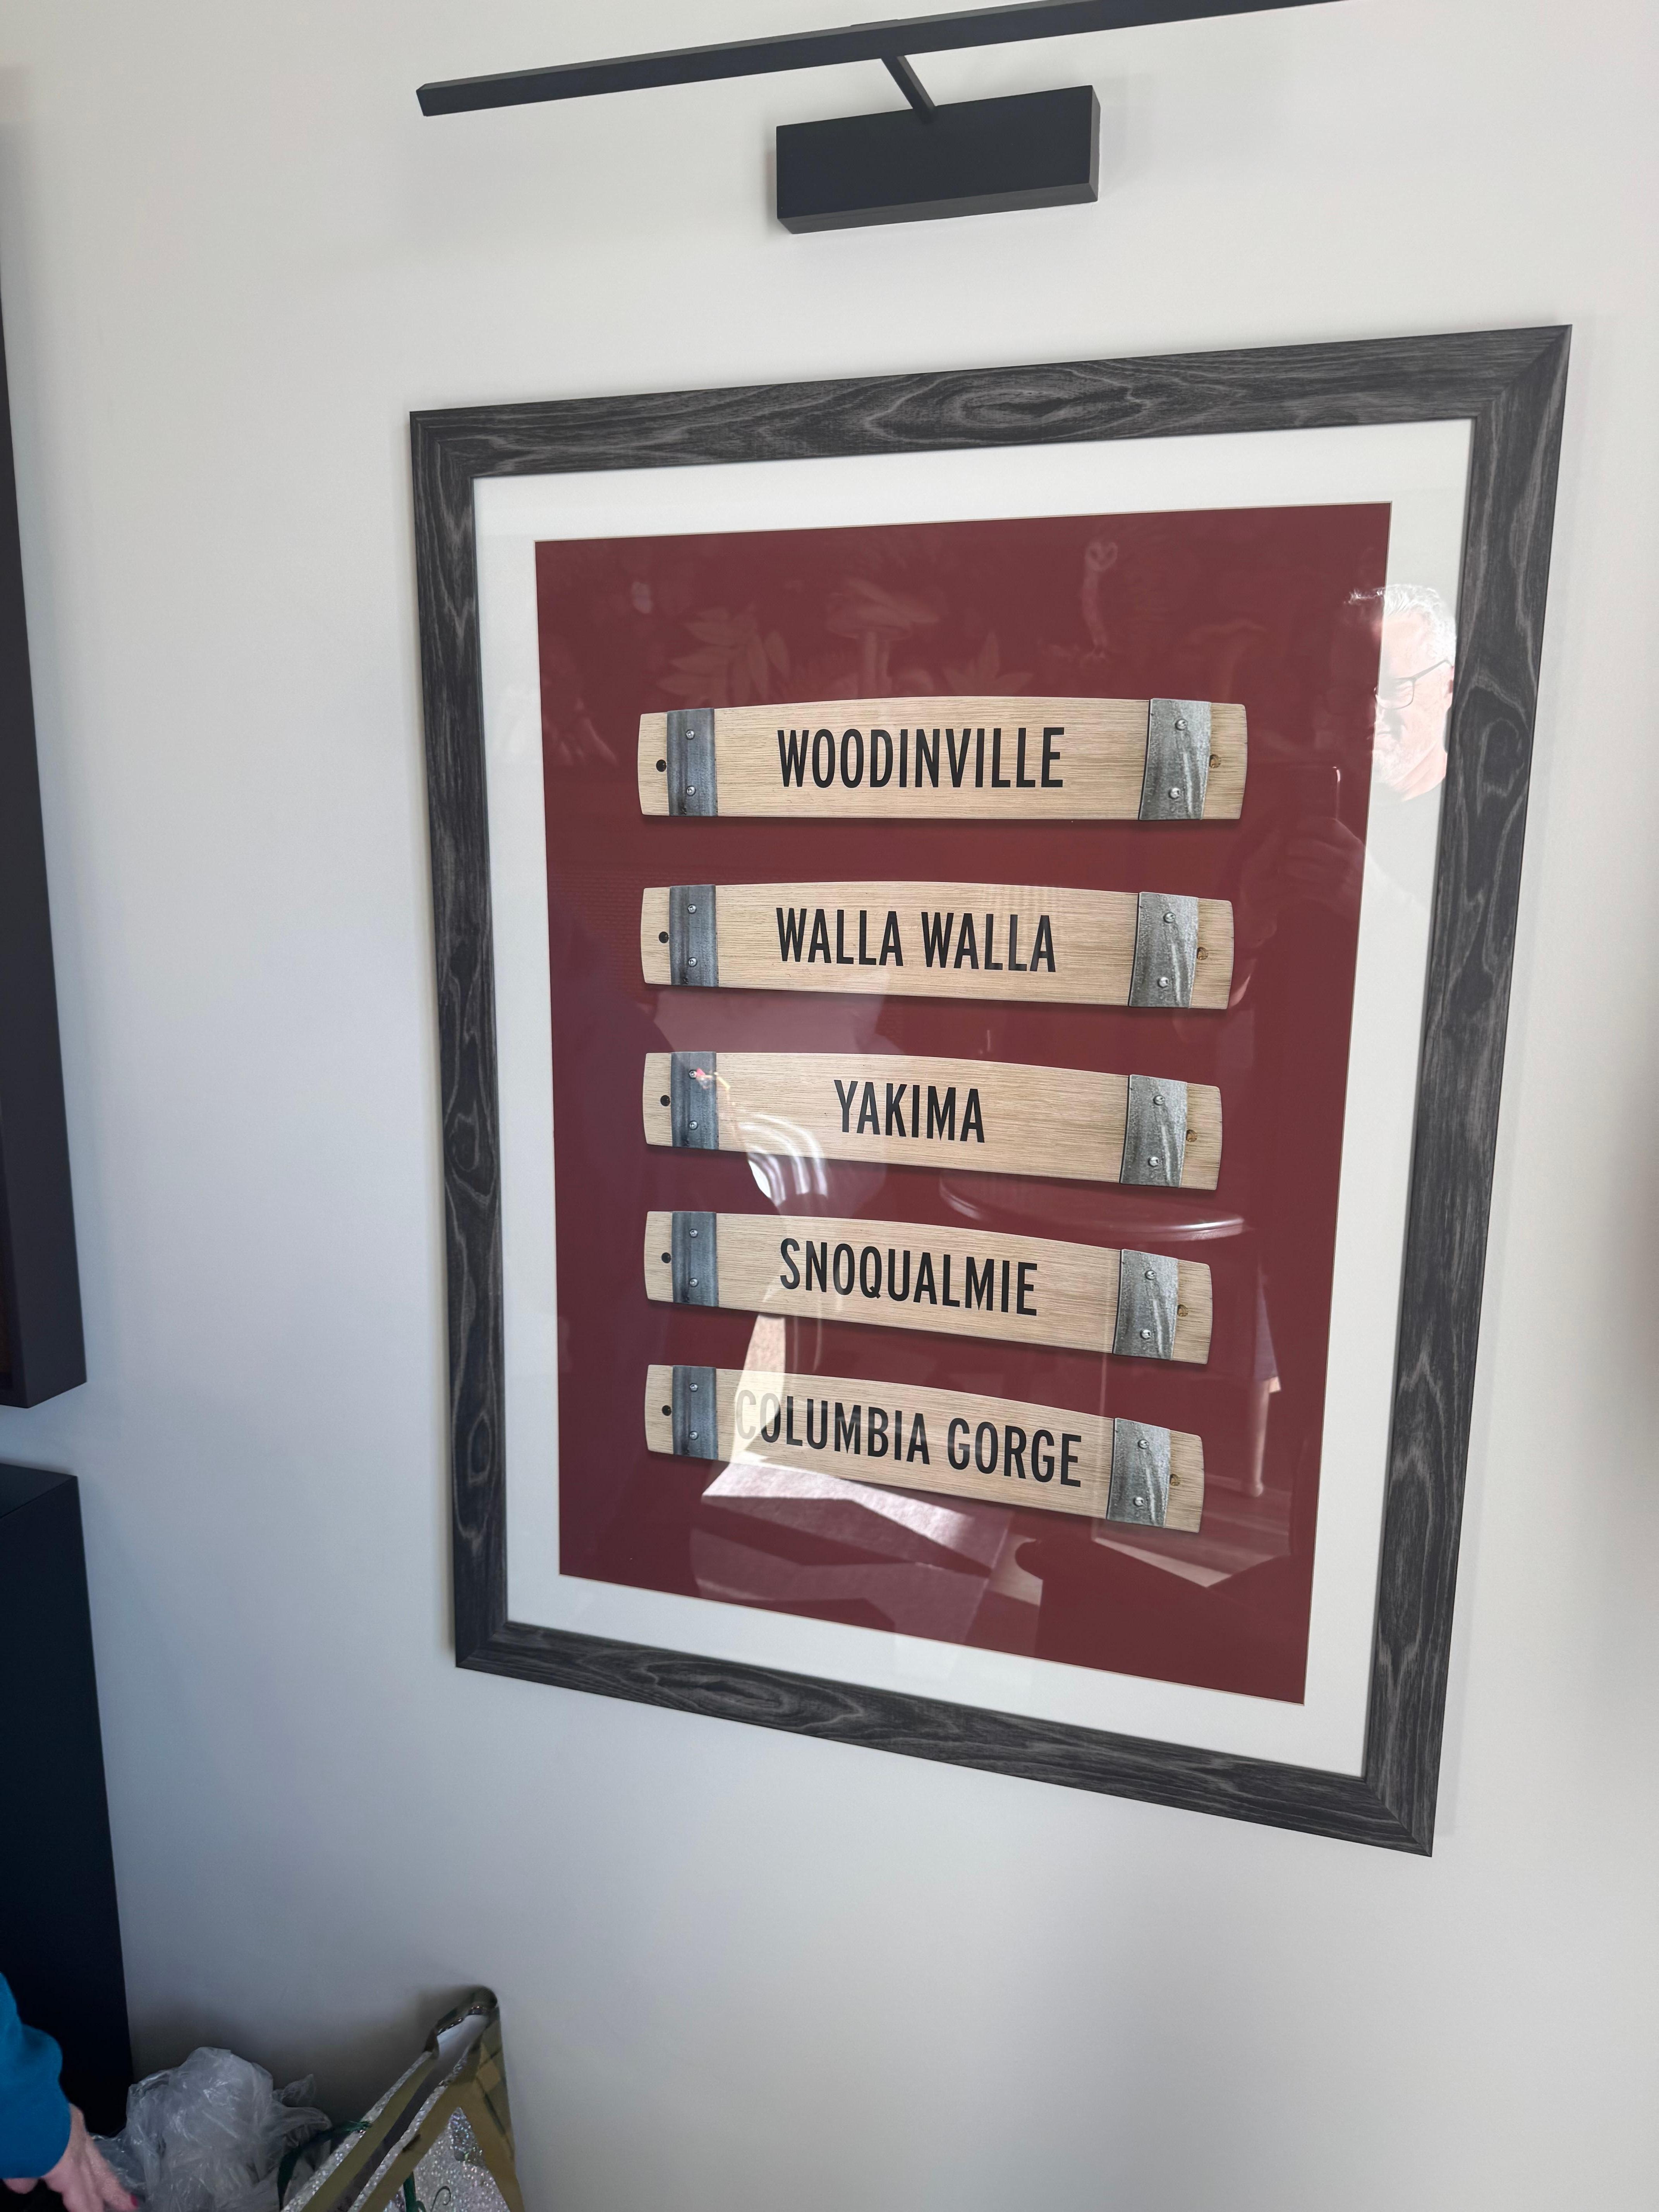 WOODINVILLE
WALLA WALLA
YAKIMA
SNOQUALMIE
COLUMBIA GORGE